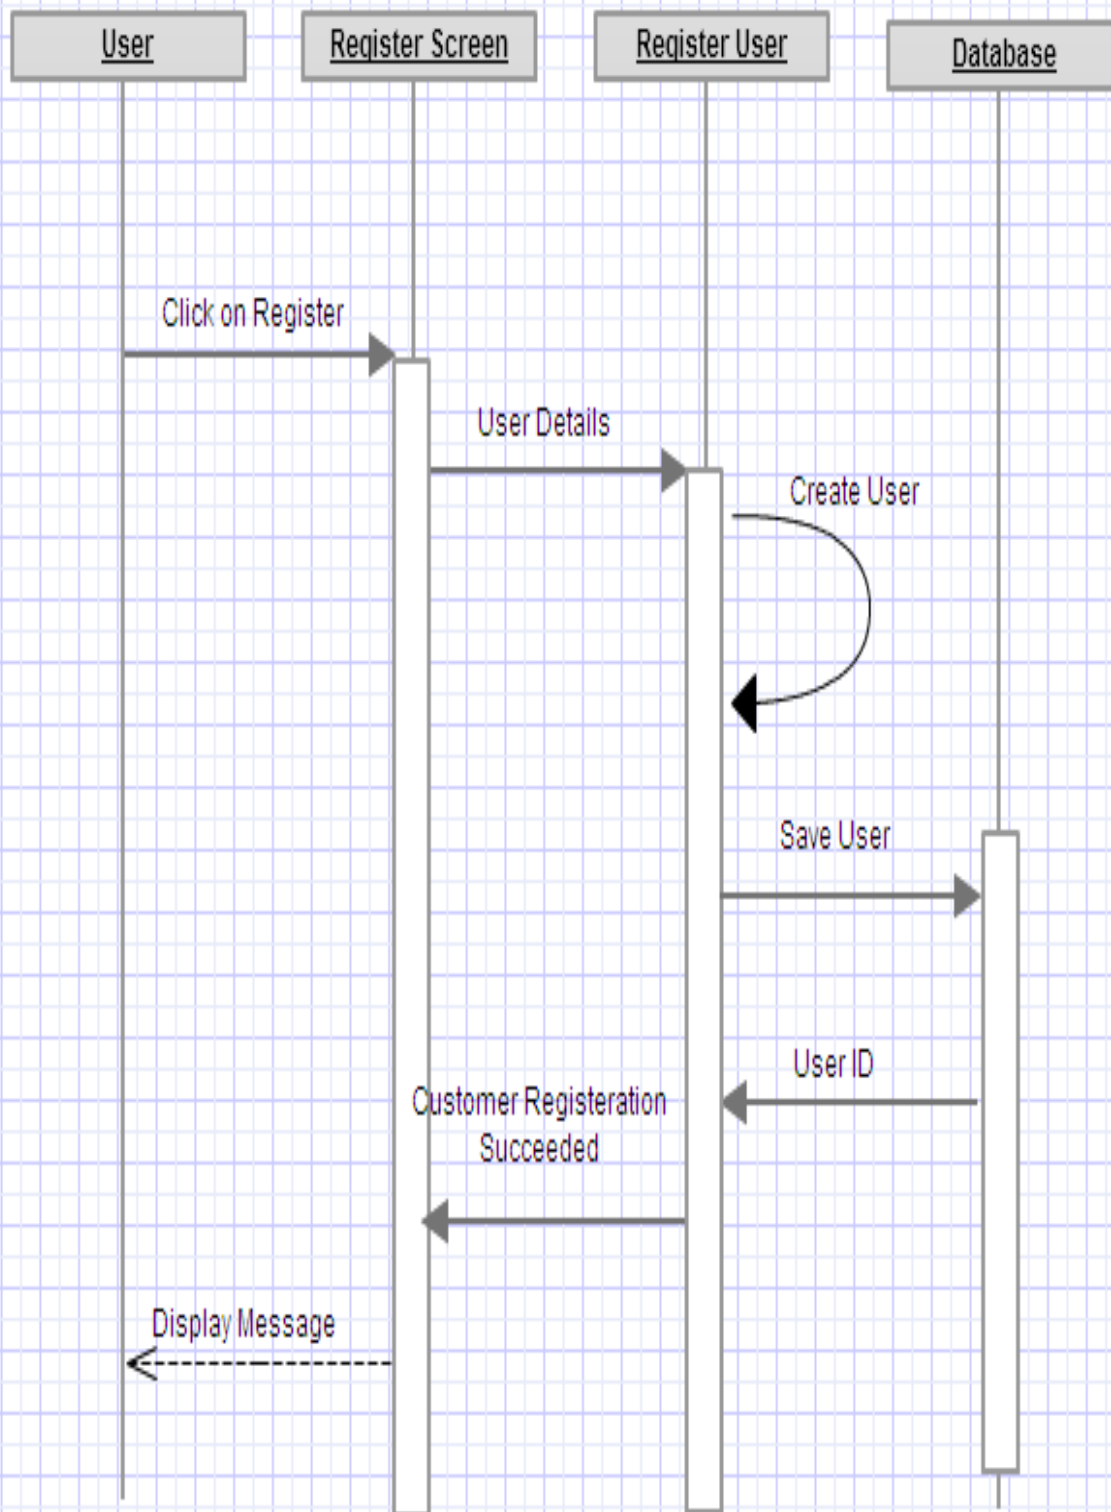 User
Register Screen
Register User
Database
Click on Register
User Details
Create User
Save User
User ID
Customer Registeration
Succeeded
Display Message